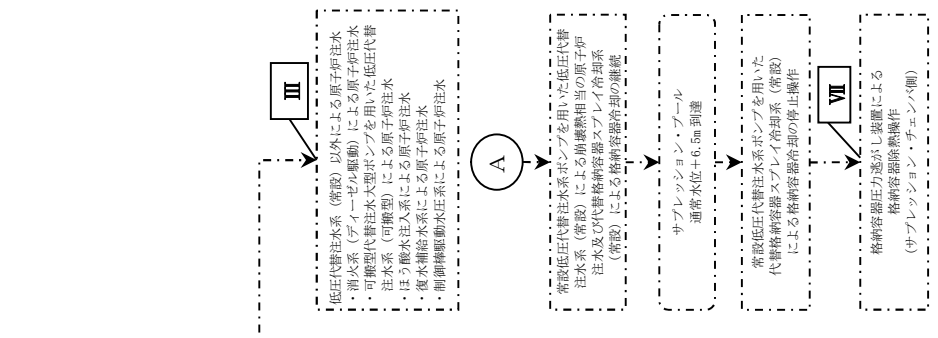 Ⅲ
低圧代替注水系（常設）以外による原子炉注水
・消火系（ディーゼル駆動）による原子炉注水
・可搬型代替注水大型ポンプを用いた低圧代替
注水系（可搬型）による原子炉注水
・ほう酸水注入系による原子炉注水
・復水補給水系による原子炉注水
・制御棒駆動水圧系による原子炉注水
A
常設低圧代替注水系ポンプを用いた低圧代替
注水系（常設）による崩壊熱相当の原子炉
注水及び代替格納容器スプレイ冷却系
（常設）による格納容器冷却の継続
サプレッション・プール
通常水位＋6.5m 到達
常設低圧代替注水系ポンプを用いた
代替格納容器スプレイ冷却系（常設）
による格納容器冷却の停止操作
Ⅶ
格納容器圧力逃がし装置による
格納容器除熱操作
（サプレッション・チェンバ側）